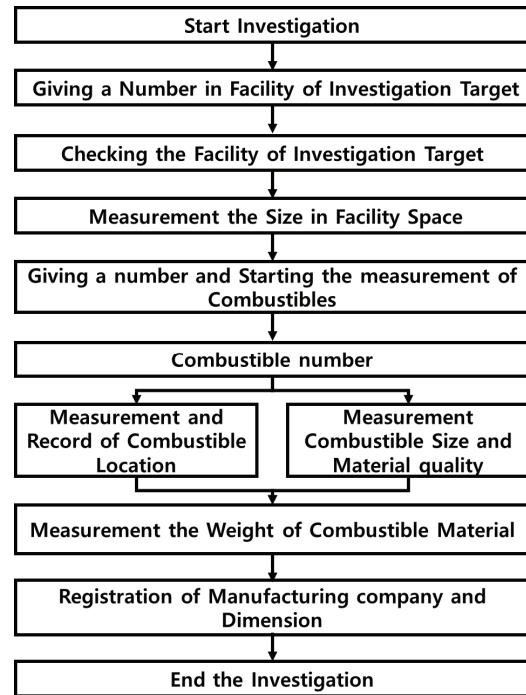 Start Investigation
Giving a Number in Facility of Investigation Target
Checking the Facility of Investigation Target
Measurement the Size in Facility Space
Giving a number and Starting the measurement of
Combustibles
Combustible number
Measurement and
Record of Combustible
Location
Measurement
Combustible Size and
Material quality
Measurement the Weight of Combustible Material
Registration of Manufacturing company and
Dimension
End the Investigation